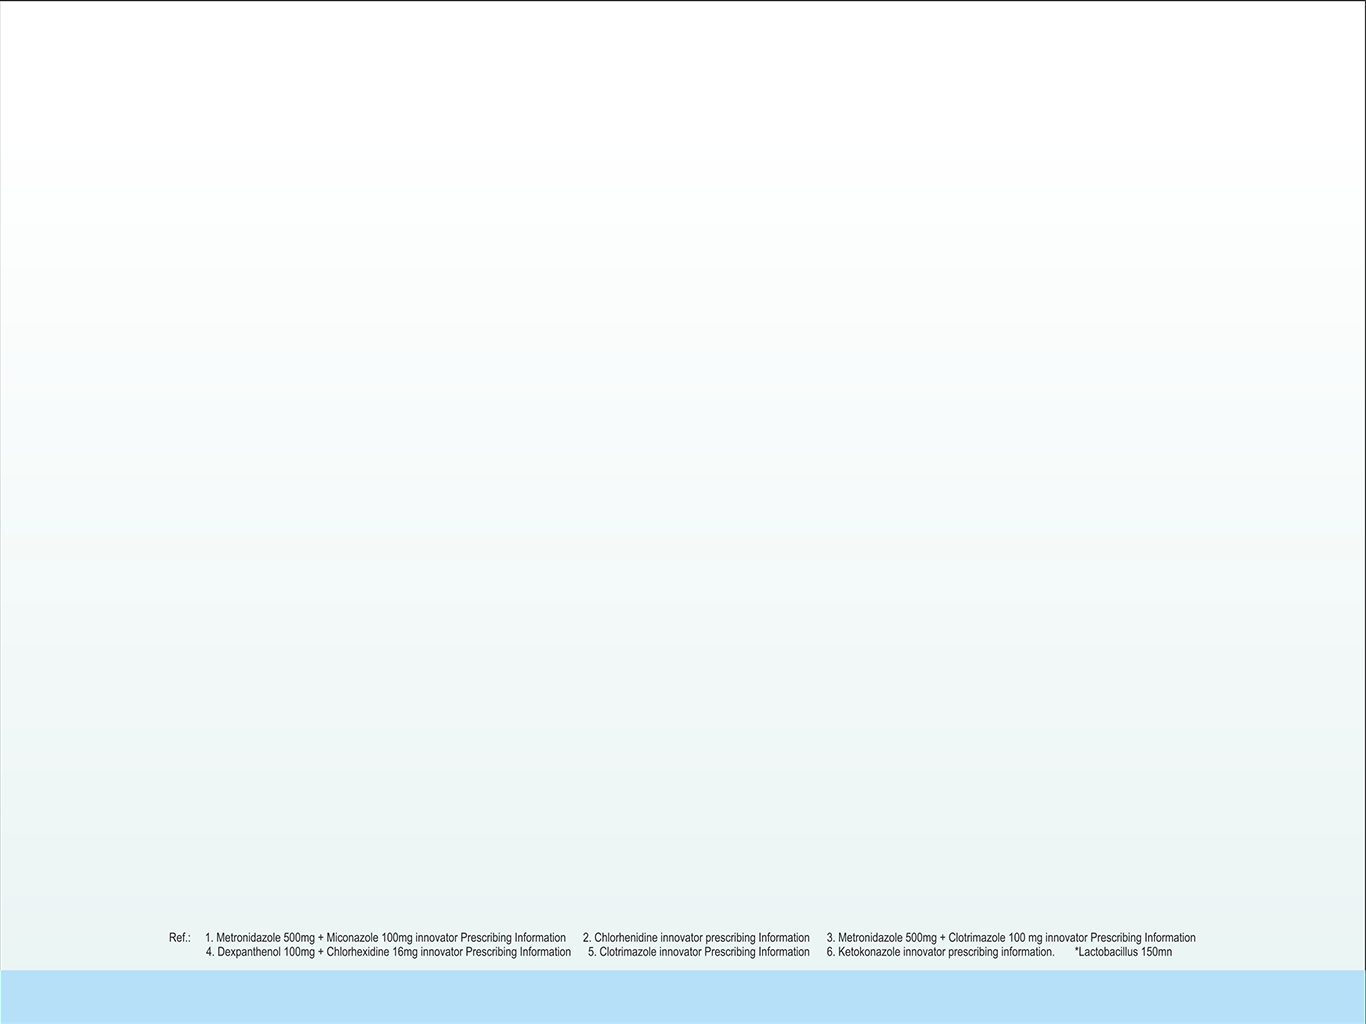 Ref.: 1. Metronidazole 500mg + Miconazole 100mg innovator Prescribing Information 2. Chlorhenidine innovator prescribing Information 3. Metronidazole 500mg + Clotrimazole 100 mg innovator Prescribing Information
4. Dexpanthenol 100mg + Chlorhexidine 16mg innovator Prescribing Information 5. Clotrimazole innovator Prescribing Information 6. Ketokonazole innovator prescribing information. *Lactobacillus 150mn